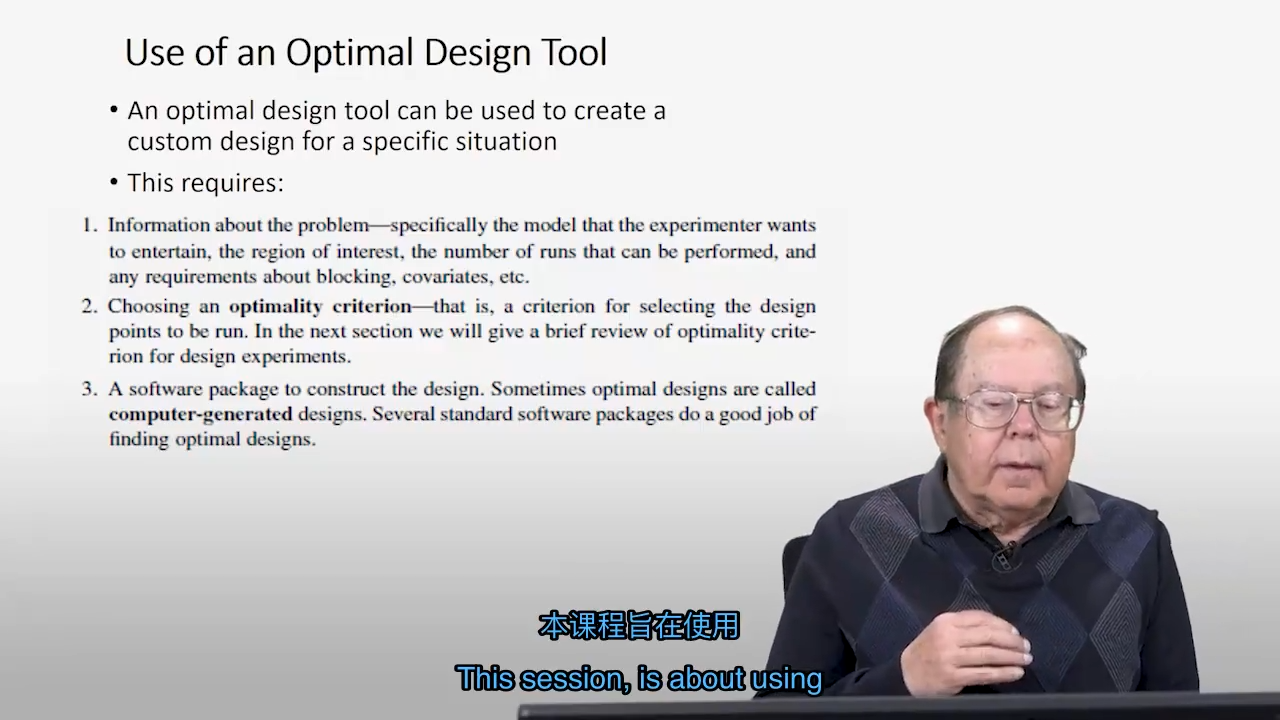 Use of an Optimal Design Tool
• An optimal design tool can be used to create a
custom design for a specific situation
• This requires:
1. Information about the problem—specifically the model that the experimenter wants
to entertain, the region of interest, the number of runs that can be performed, and
any requirements about blocking, covariates, etc.
2. Choosing an optimality criterion—that is, a criterion for selecting the design
points to be run. In the next section we will give a brief review of optimality crite-
rion for design experiments.
3. A software package to construct the design. Sometimes optimal designs are called
computer-generated designs. Several standard software packages do a good job of
finding optimal designs.
本课程旨在使用
This session, is about using